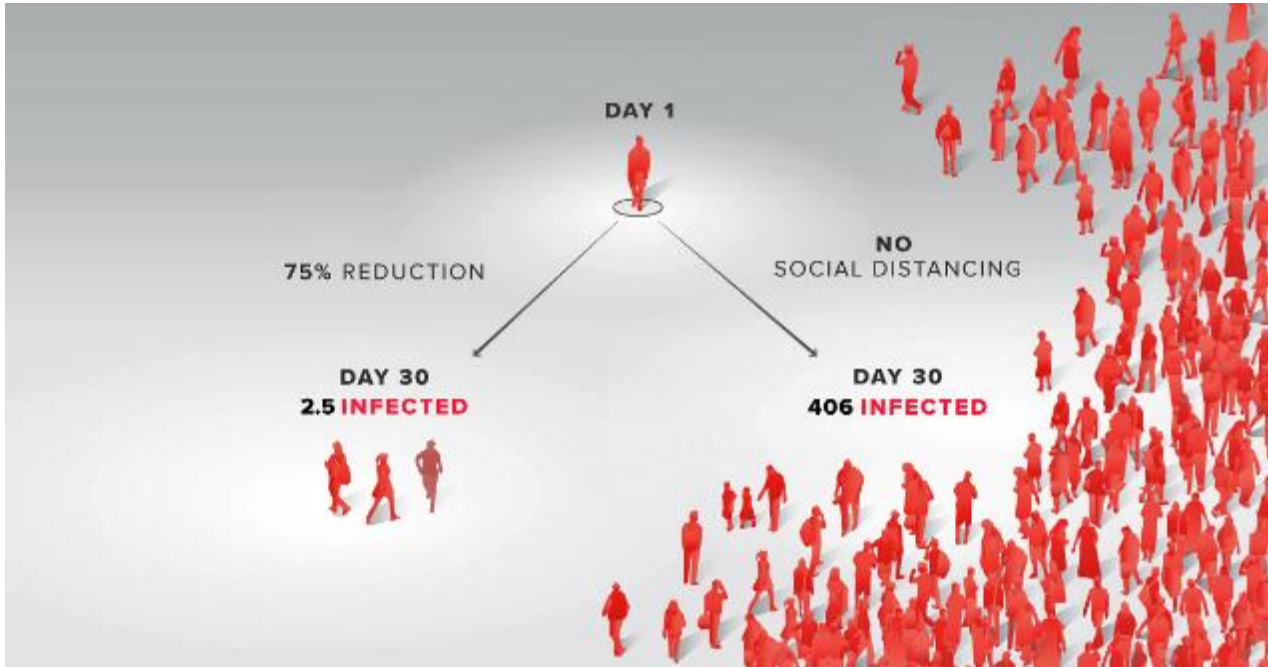 DAY 1
75% REDUCTION
NO
SOCIAL DISTANCING
DAY 30
2.5 INFECTED
DAY 30
406 INFECTED